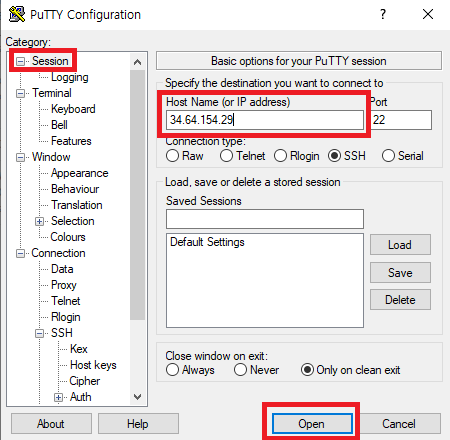 PuTTY Configuration
? ×
Category:
Session
Logging
Terminal
Keyboard
Bell
Features
Window
Appearance
Behaviour
Translation
Selection
Colours
Connection
Data
Proxy
Telnet
Rlogin
SSH
Kex
Host keys
Cipher
Auth
Basic options for your PuTTY session
Specify the destination you want to connect to
Host Name (or IP address) Port
34.64.154.29 22
Connection type:
Raw Telnet Rlogin SSH Serial
Load, save or delete a stored session
Saved Sessions
Default Settings
Load
Save
Delete
Close window on exit:
Always Never Only on clean exit
About Help Open Cancel